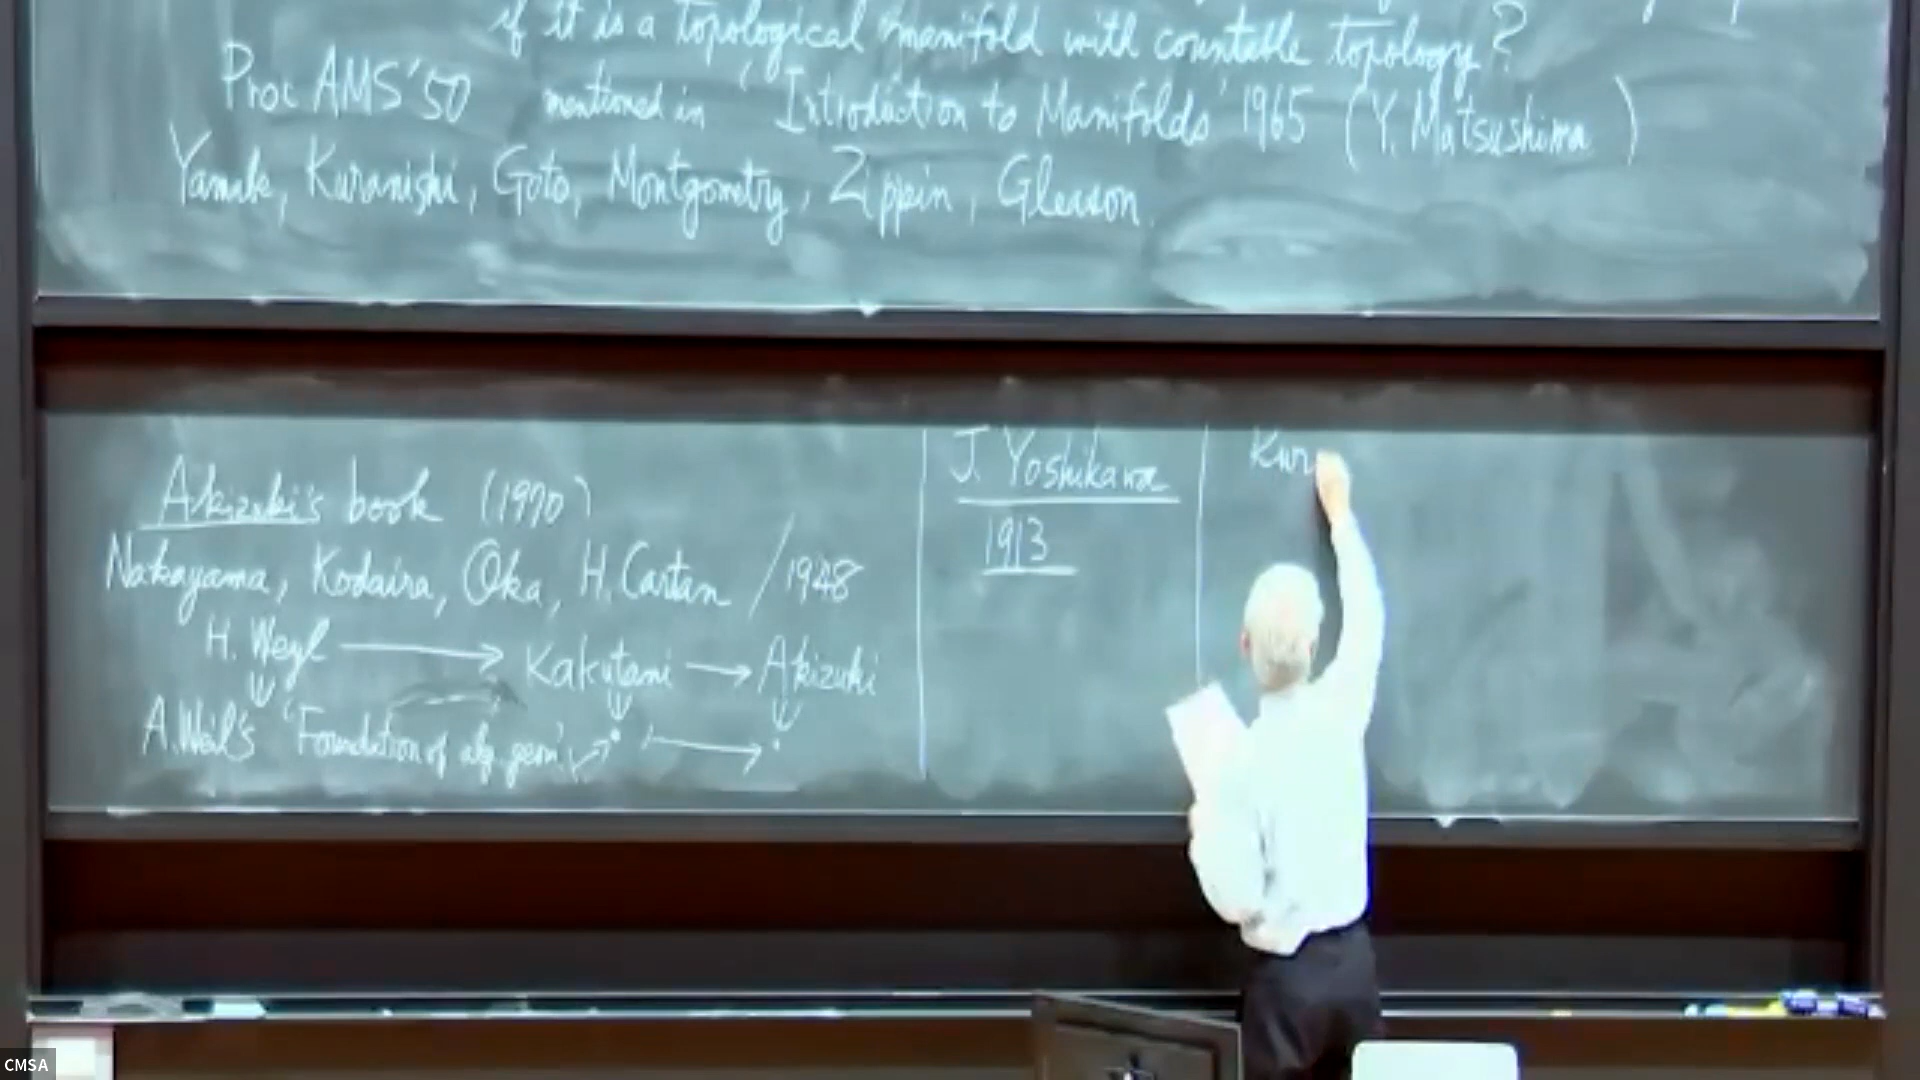 if it is a topological manifold with countable topology?
Proc AMS '50 mentioned in 'Introduction to Manifolds' 1965 (Y. Matsushima)
Yamabe, Kuranishi, Goto, Montgometry, Zippin, Gleason.
Akizuki's book (1970)
Nakayama, Kodaira, Oka, H. Cartan / 1948
H. Weyl → Kakutani → Akizuki
A. Weil's 'Foundation of alg. geom'
J. Yoshikawa
1913
Kur
CMSA